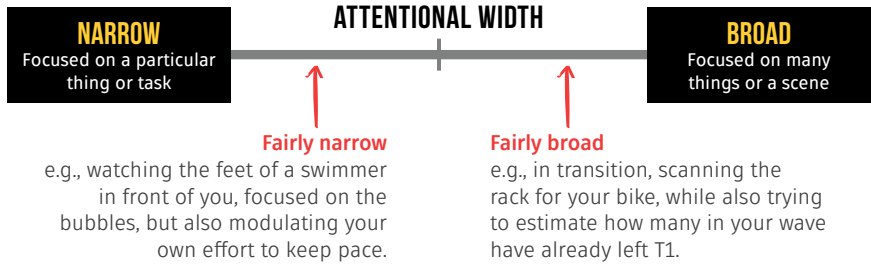 ATTENTIONAL WIDTH
NARROW
Focused on a particular
thing or task
BROAD
Focused on many
things or a scene
Fairly narrow
e.g., watching the feet of a swimmer
in front of you, focused on the
bubbles, but also modulating your
own effort to keep pace.
Fairly broad
e.g., in transition, scanning the
rack for your bike, while also trying
to estimate how many in your wave
have already left T1.